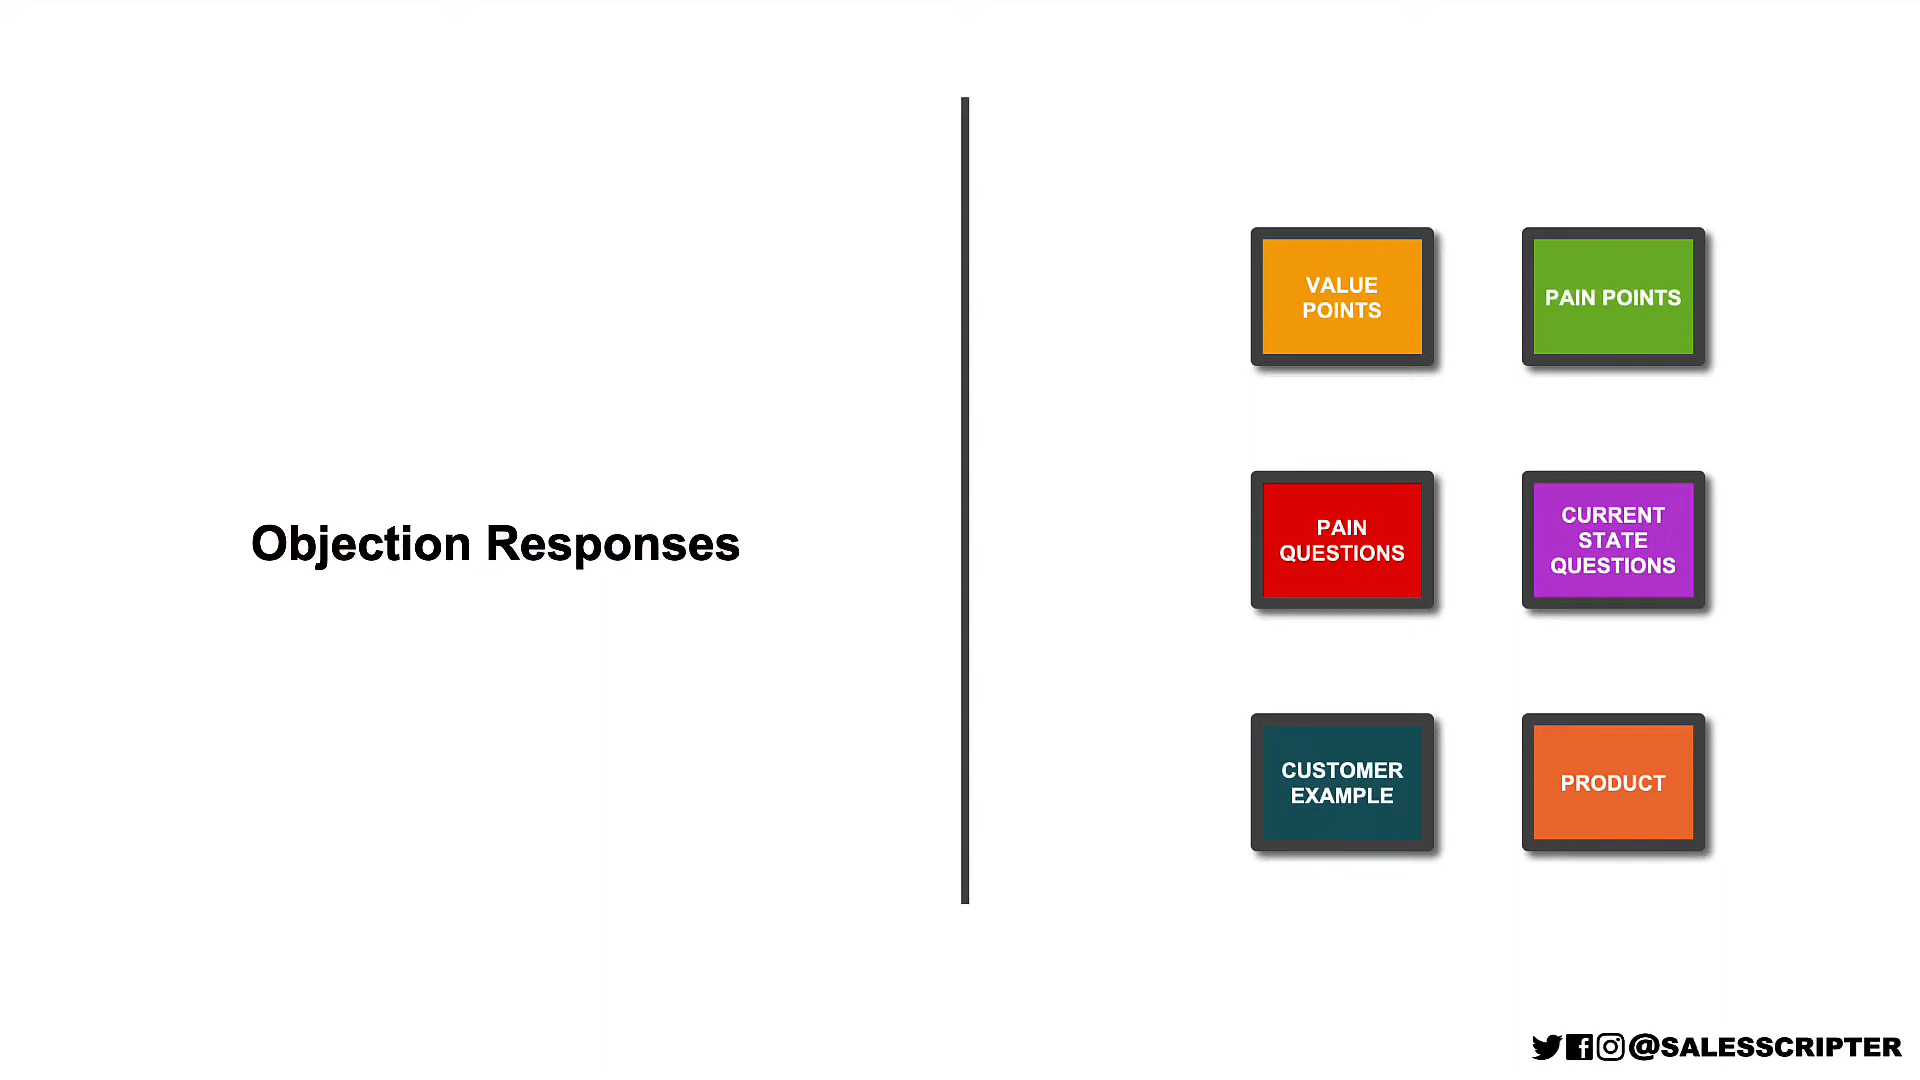 Objection Responses
VALUE
POINTS
PAIN POINTS
PAIN
QUESTIONS
CURRENT
STATE
QUESTIONS
CUSTOMER
EXAMPLE
PRODUCT
@SALESSCRIPTER